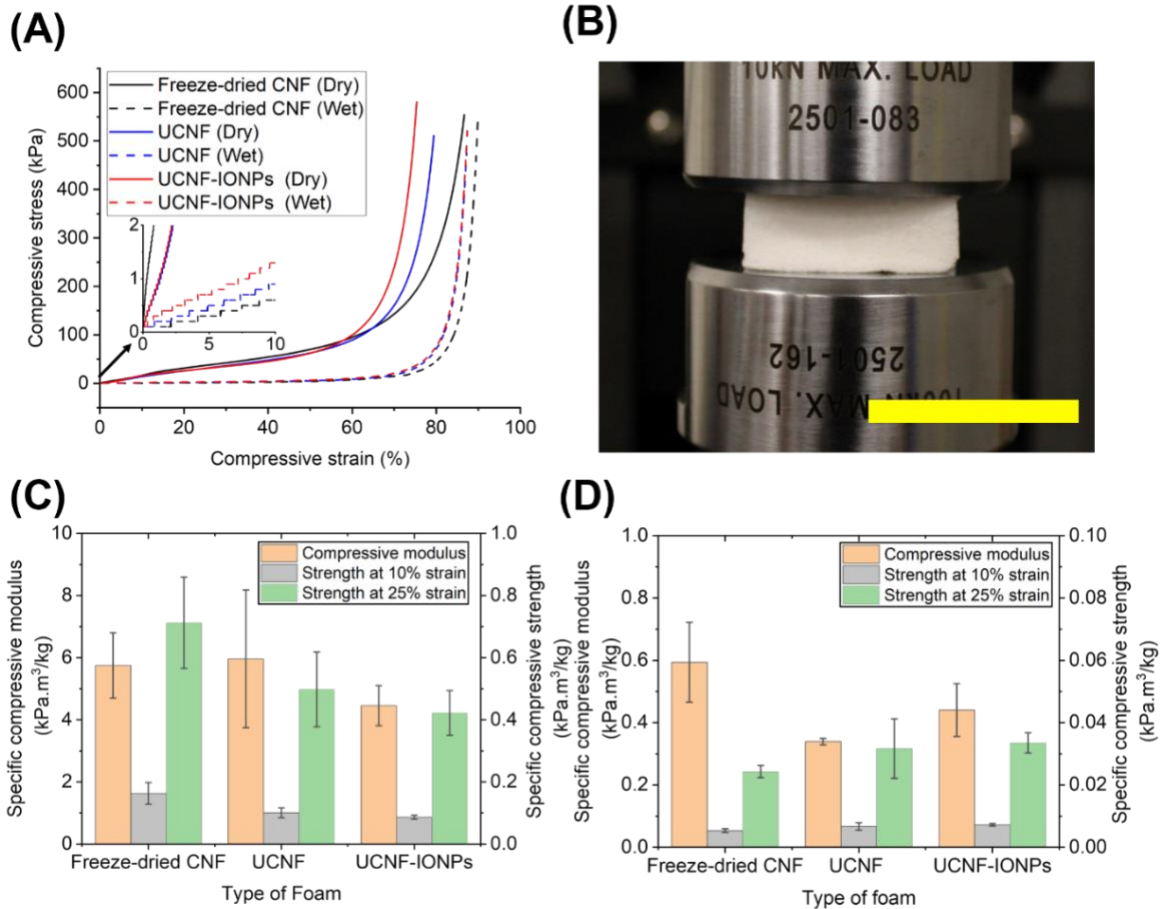 (A)
600
500
400
300
200
100
0
Compressive stress (kPa)
Freeze-dried CNF (Dry)
Freeze-dried CNF (Wet)
UCNF (Dry)
UCNF (Wet)
UCNF-IONPs (Dry)
UCNF-IONPs (Wet)
2
1
0
0 5 10
0 20 40 60 80 100
Compressive strain (%)
(B)
10KN MAX. LOAD
2501-083
2501-162
MAX. LOAD
(C)
10
8
6
4
2
0
Specific compressive modulus
(kPa.m³/kg)
Compressive modulus
Strength at 10% strain
Strength at 25% strain
1.0
0.8
0.6
0.4
0.2
0.0
Specific compressive strength
(kPa.m³/kg)
Freeze-dried CNF UCNF UCNF-IONPs
Type of Foam
(D)
1.0
0.8
0.6
0.4
0.2
0.0
Specific compressive modulus
(kPa.m³/kg)
Compressive modulus
Strength at 10% strain
Strength at 25% strain
0.10
0.08
0.06
0.04
0.02
0.00
Specific compressive strength
(kPa.m³/kg)
Freeze-dried CNF UCNF UCNF-IONPs
Type of foam